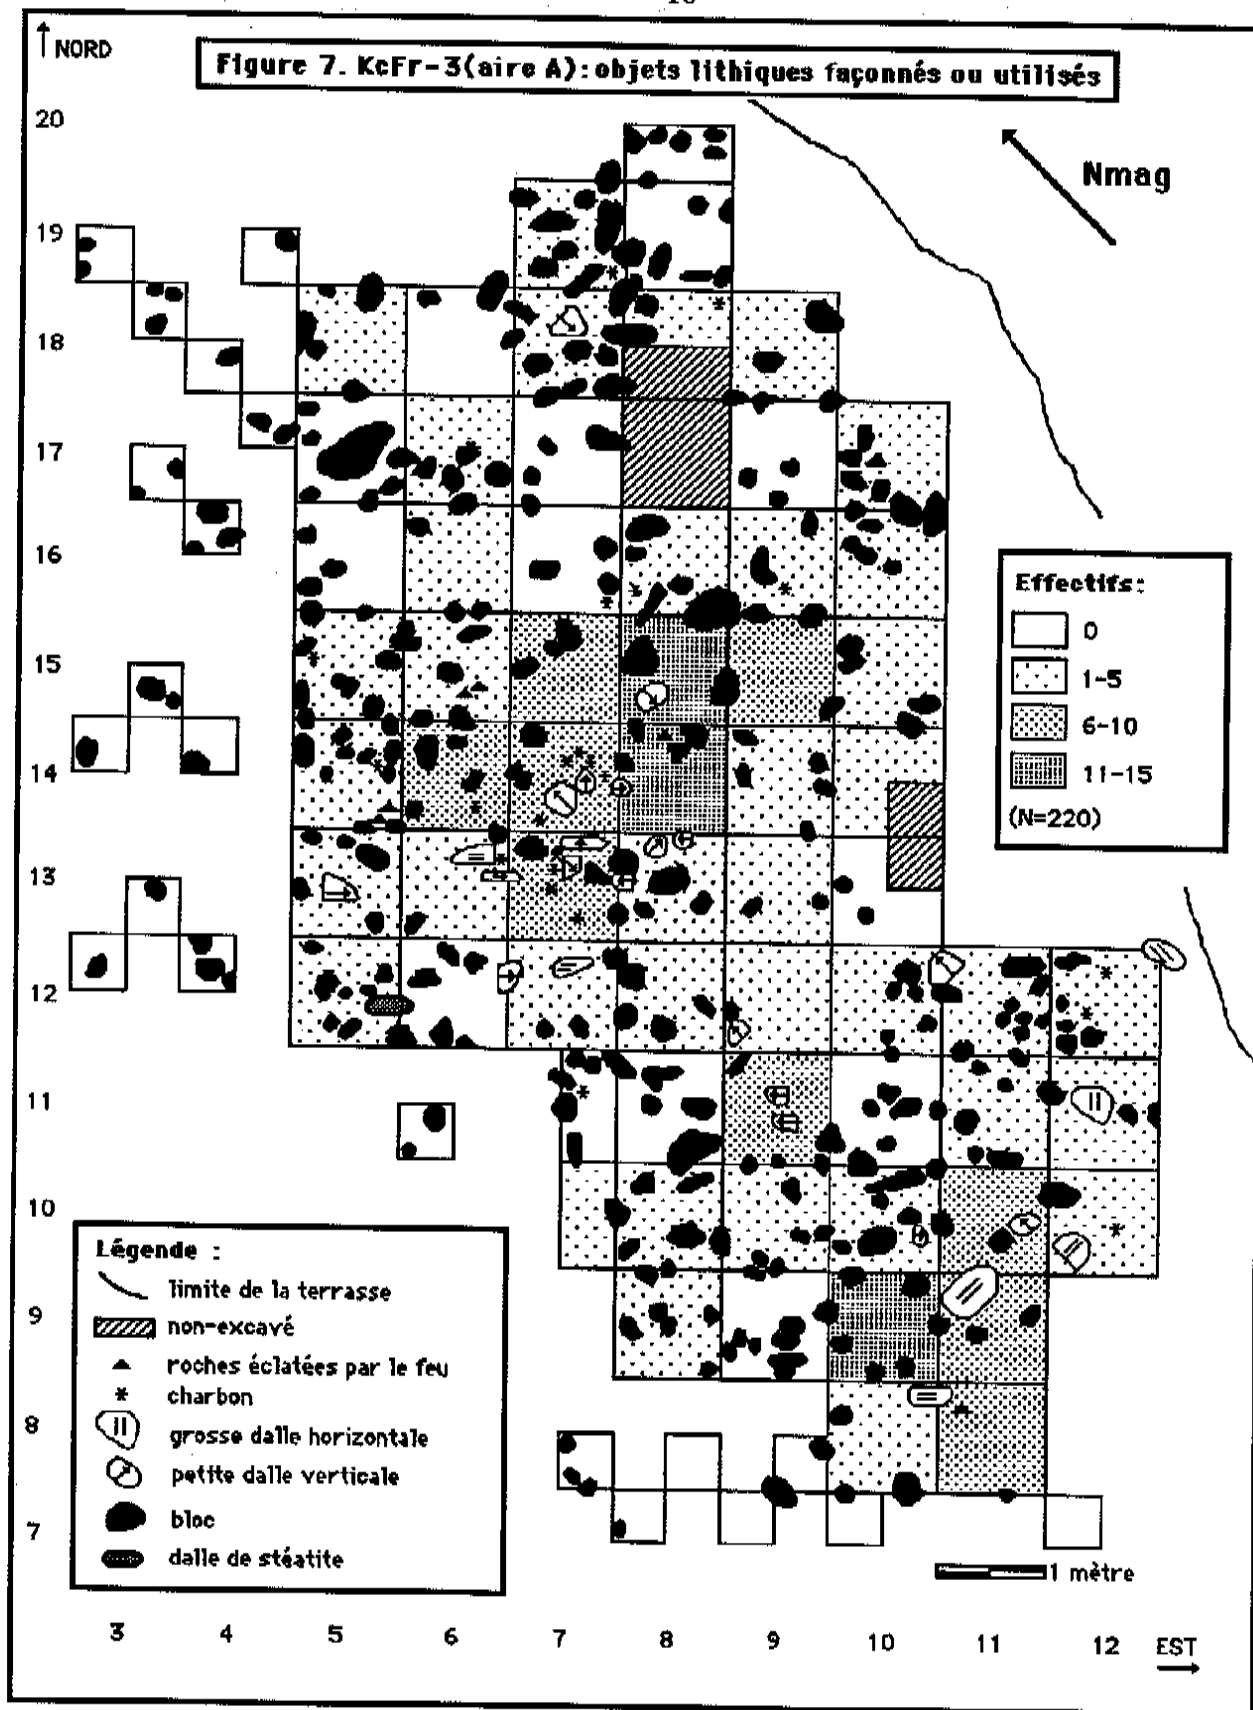 NORD
Figure 7. KcFr-3(aire A): objets lithiques façonnés ou utilisés
20
Nmag
19
18
17
16
Effectifs:
0
15
1-5
6-10
14
11-15
(N=220)
13
12
11
10
Légende :
limite de la terrasse
9
non-excavé
roches éclatées par le feu
charbon
8
grosse dalle horizontale
petite dalle verticale
7
bloc
dalle de stéatite
1 mètre
3 4 5 6 7 8 9 10 11 12 EST